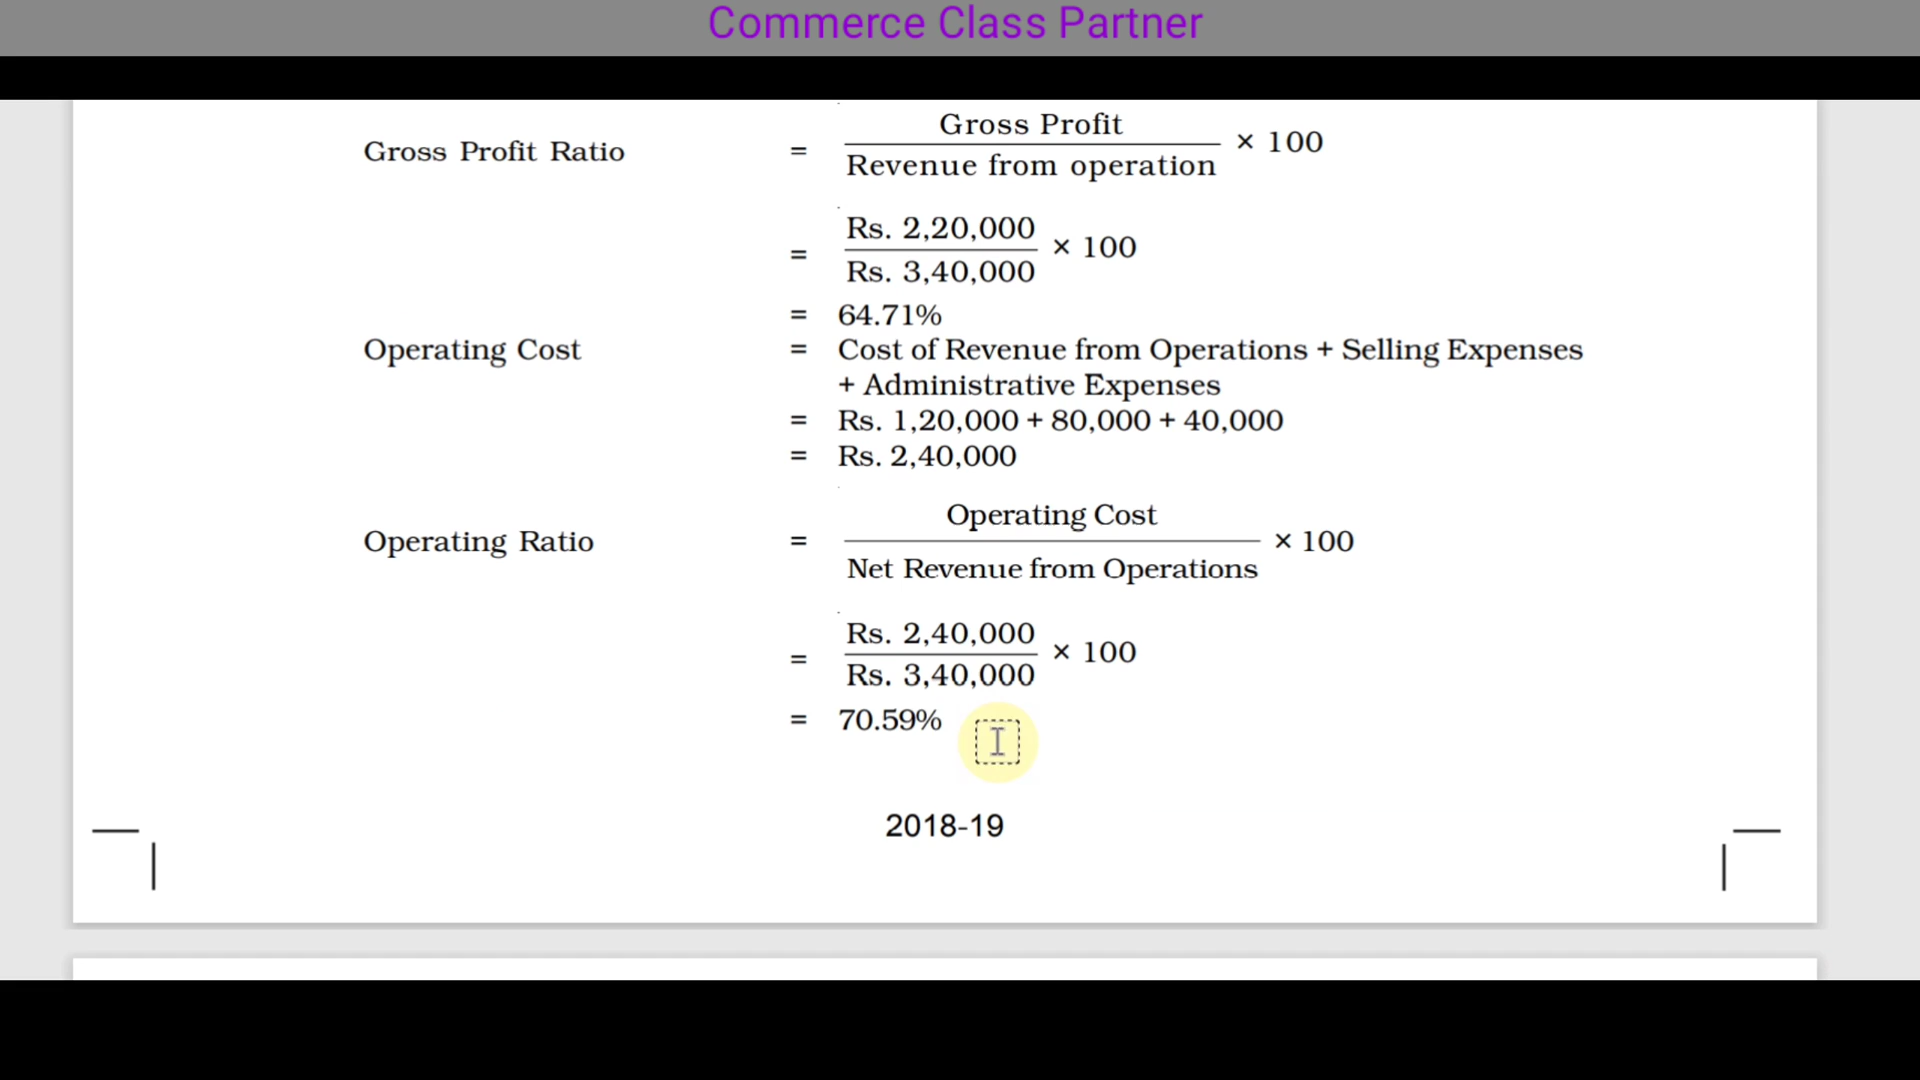 Commerce Class Partner
Gross Profit Ratio = Gross Profit / Revenue from operation × 100
= Rs. 2,20,000 / Rs. 3,40,000 × 100
= 64.71%
Operating Cost = Cost of Revenue from Operations + Selling Expenses
+ Administrative Expenses
= Rs. 1,20,000 + 80,000 + 40,000
= Rs. 2,40,000
Operating Ratio = Operating Cost / Net Revenue from Operations × 100
= Rs. 2,40,000 / Rs. 3,40,000 × 100
= 70.59%
2018-19